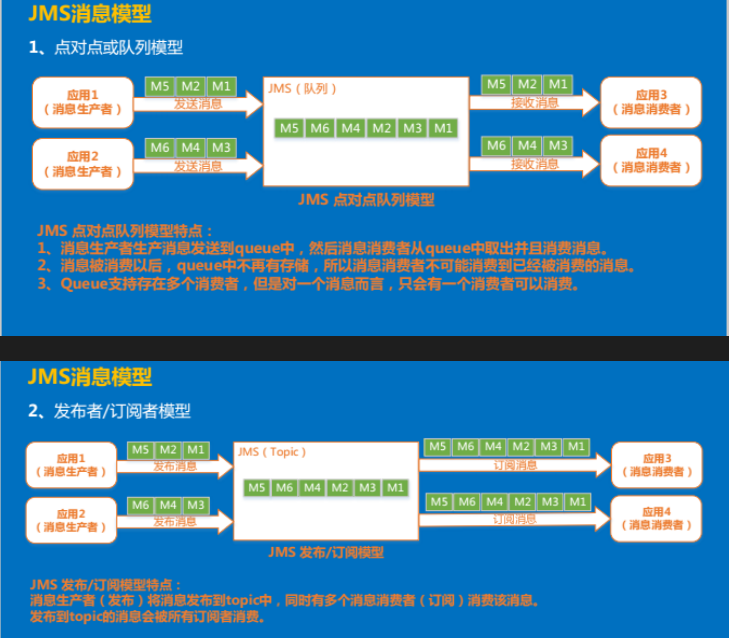 JMS消息模型
1、点对点或队列模型
应用1
（消息生产者）
M5 M2 M1
发送消息
JMS（队列）
M5 M2 M1
接收消息
应用3
（消息消费者）
M5 M6 M4 M2 M3 M1
应用2
（消息生产者）
M6 M4 M3
发送消息
M6 M4 M3
接收消息
应用4
（消息消费者）
JMS 点对点队列模型
JMS 点对点队列模型特点：
1、消息生产者生产消息发送到queue中，然后消息消费者从queue中取出并且消费消息。
2、消息被消费以后，queue中不再有存储，所以消息消费者不可能消费到已经被消费的消息。
3、Queue支持存在多个消费者，但是对一个消息而言，只会有一个消费者可以消费。
JMS消息模型
2、发布者/订阅者模型
应用1
（消息生产者）
M5 M2 M1
发布消息
JMS（Topic）
M5 M6 M4 M2 M3 M1
订阅消息
应用3
（消息消费者）
M5 M6 M4 M2 M3 M1
应用2
（消息生产者）
M6 M4 M3
发布消息
M5 M6 M4 M2 M3 M1
订阅消息
应用4
（消息消费者）
JMS 发布/订阅模型
JMS 发布/订阅模型特点：
消息生产者（发布）将消息发布到topic中，同时有多个消息消费者（订阅）消费该消息。
发布到topic的消息会被所有订阅者消费。